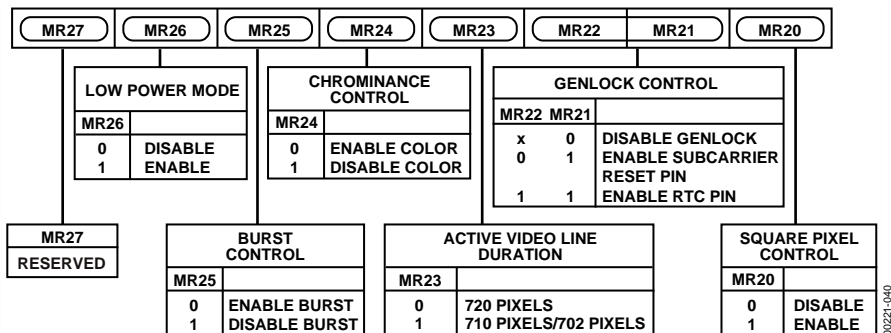 MR27 MR26 MR25 MR24 MR23 MR22 MR21 MR20
LOW POWER MODE
MR26
0 DISABLE
1 ENABLE
CHROMINANCE
CONTROL
MR24
0 ENABLE COLOR
1 DISABLE COLOR
GENLOCK CONTROL
MR22 MR21
x 0 DISABLE GENLOCK
0 1 ENABLE SUBCARRIER
RESET PIN
1 1 ENABLE RTC PIN
MR27
RESERVED
BURST
CONTROL
MR25
0 ENABLE BURST
1 DISABLE BURST
ACTIVE VIDEO LINE
DURATION
MR23
0 720 PIXELS
1 710 PIXELS/702 PIXELS
SQUARE PIXEL
CONTROL
MR20
0 DISABLE
1 ENABLE